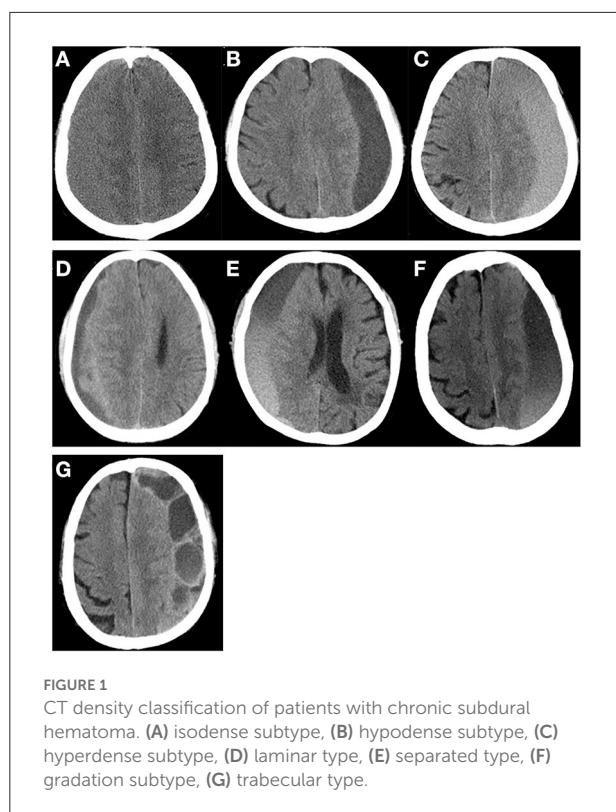 A
B
C
D
E
F
G
FIGURE 1
CT density classification of patients with chronic subdural
hematoma. (A) isodense subtype, (B) hypodense subtype, (C)
hyperdense subtype, (D) laminar type, (E) separated type, (F)
gradation subtype, (G) trabecular type.